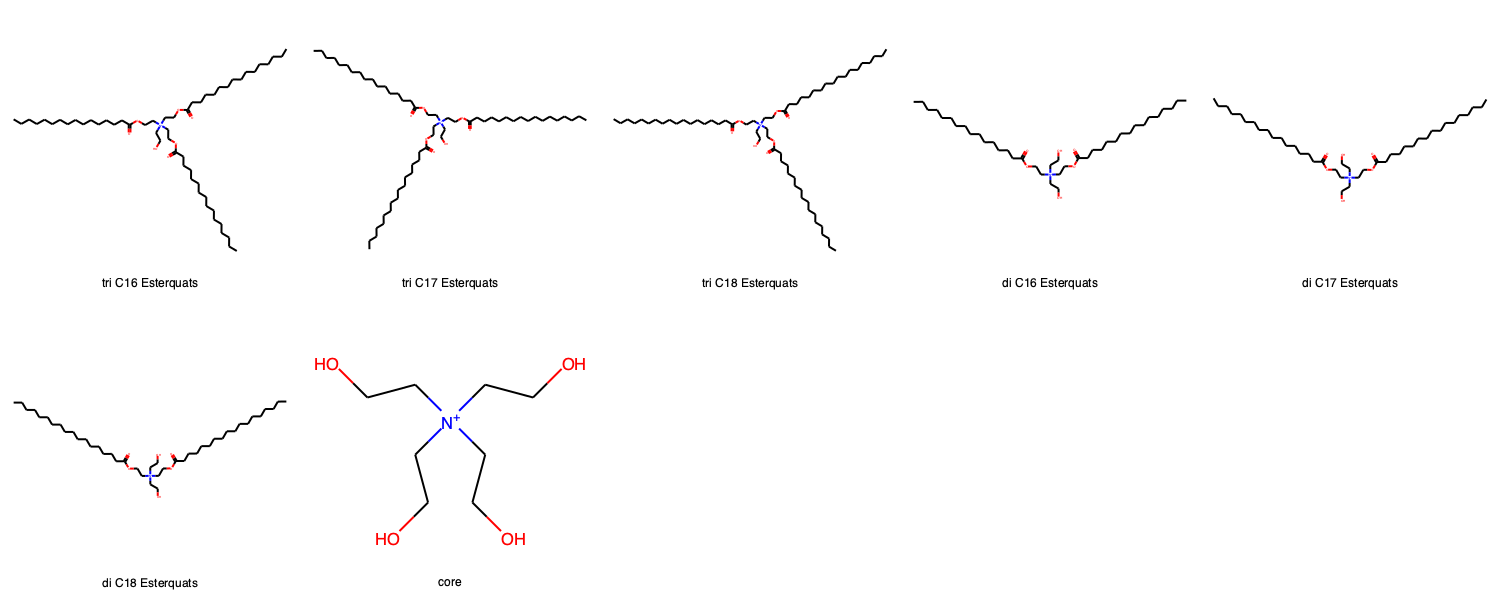 tri C16 Esterquats
tri C17 Esterquats
tri C18 Esterquats
di C16 Esterquats
di C17 Esterquats
HO
OH
N+
HO
OH
di C18 Esterquats
core